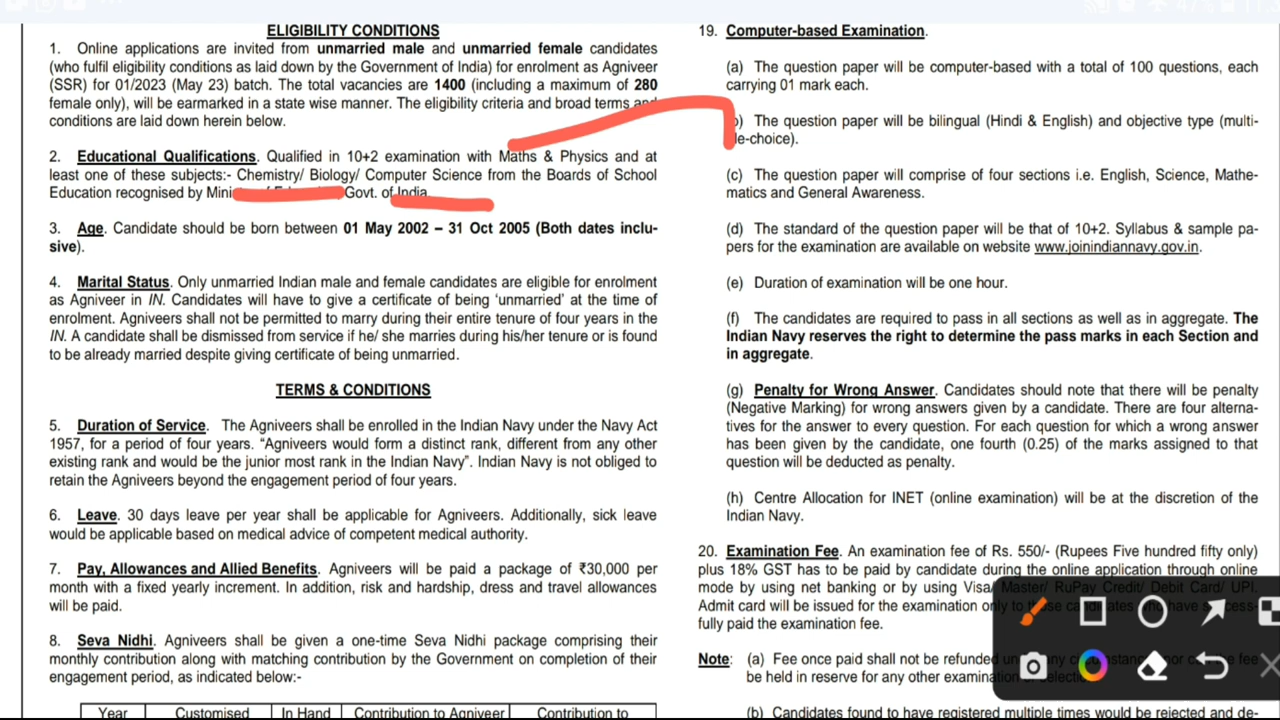 ELIGIBILITY CONDITIONS
1. Online applications are invited from unmarried male and unmarried female candidates
(who fulfil eligibility conditions as laid down by the Government of India) for enrolment as Agniveer
(SSR) for 01/2023 (May 23) batch. The total vacancies are 1400 (including a maximum of 280
female only), will be earmarked in a state wise manner. The eligibility criteria and broad terms and
conditions are laid down herein below.
2. Educational Qualifications. Qualified in 10+2 examination with Maths & Physics and at
least one of these subjects:- Chemistry/ Biology/ Computer Science from the Boards of School
Education recognised by Govt. of India.
3. Age. Candidate should be born between 01 May 2002 – 31 Oct 2005 (Both dates inclu-
sive).
4. Marital Status. Only unmarried Indian male and female candidates are eligible for enrolment
as Agniveer in IN. Candidates will have to give a certificate of being ‘unmarried’ at the time of
enrolment. Agniveers shall not be permitted to marry during their entire tenure of four years in the
IN. A candidate shall be dismissed from service if he/ she marries during his/her tenure or is found
to be already married despite giving certificate of being unmarried.
TERMS & CONDITIONS
5. Duration of Service. The Agniveers shall be enrolled in the Indian Navy under the Navy Act
1957, for a period of four years. “Agniveers would form a distinct rank, different from any other
existing rank and would be the junior most rank in the Indian Navy”. Indian Navy is not obliged to
retain the Agniveers beyond the engagement period of four years.
6. Leave. 30 days leave per year shall be applicable for Agniveers. Additionally, sick leave
would be applicable based on medical advice of competent medical authority.
7. Pay, Allowances and Allied Benefits. Agniveers will be paid a package of ₹30,000 per
month with a fixed yearly increment. In addition, risk and hardship, dress and travel allowances
will be paid.
8. Seva Nidhi. Agniveers shall be given a one-time Seva Nidhi package comprising their
monthly contribution along with matching contribution by the Government on completion of their
engagement period, as indicated below:-
Year Customised In Hand Contribution to Agniveer Contribution to
19. Computer-based Examination.
(a) The question paper will be computer-based with a total of 100 questions, each
carrying 01 mark each.
The question paper will be bilingual (Hindi & English) and objective type (multi-
le-choice).
(c) The question paper will comprise of four sections i.e. English, Science, Mathe-
matics and General Awareness.
(d) The standard of the question paper will be that of 10+2. Syllabus & sample pa-
pers for the examination are available on website www.joinindiannavy.gov.in.
(e) Duration of examination will be one hour.
(f) The candidates are required to pass in all sections as well as in aggregate. The
Indian Navy reserves the right to determine the pass marks in each Section and
in aggregate.
(g) Penalty for Wrong Answer. Candidates should note that there will be penalty
(Negative Marking) for wrong answers given by a candidate. There are four alterna-
tives for the answer to every question. For each question for which a wrong answer
has been given by the candidate, one fourth (0.25) of the marks assigned to that
question will be deducted as penalty.
(h) Centre Allocation for INET (online examination) will be at the discretion of the
Indian Navy.
20. Examination Fee. An examination fee of Rs. 550/- (Rupees Five hundred fifty only)
plus 18% GST has to be paid by candidate during the online application through online
mode by using net banking or by using Visa/ Master/ RuPay Credit/ Debit Card/ UPI.
Admit card will be issued for the examination only to
fully paid the examination fee.
Note: (a) Fee once paid shall not be refunded
be held in reserve for any other examination
(b) Candidates found to have registered multiple times would be rejected and de-